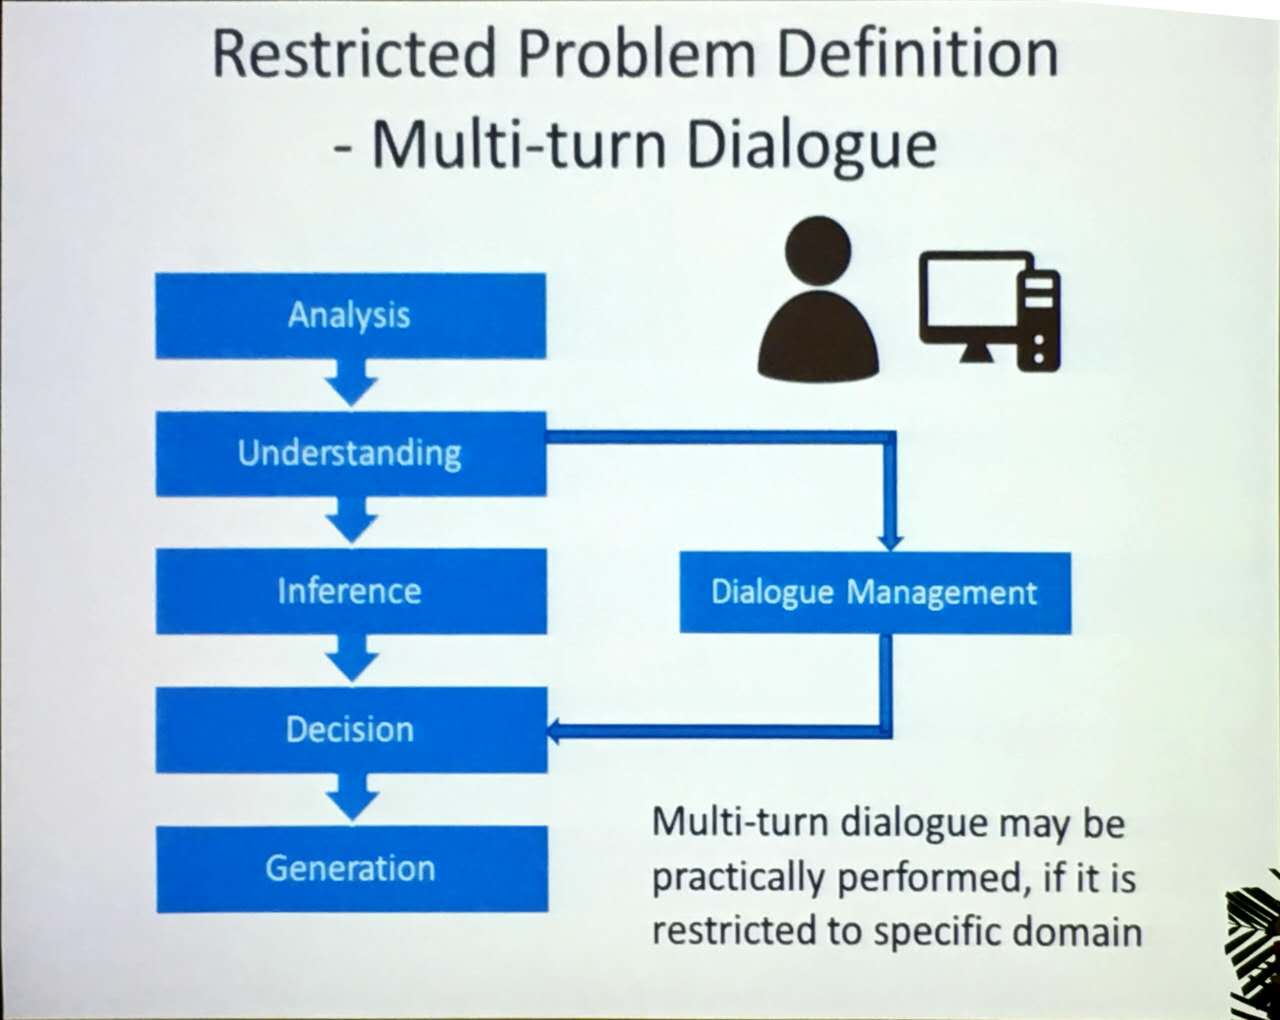 Restricted Problem Definition
- Multi-turn Dialogue
Analysis
Understanding
Inference
Dialogue Management
Decision
Generation
Multi-turn dialogue may be
practically performed, if it is
restricted to specific domain